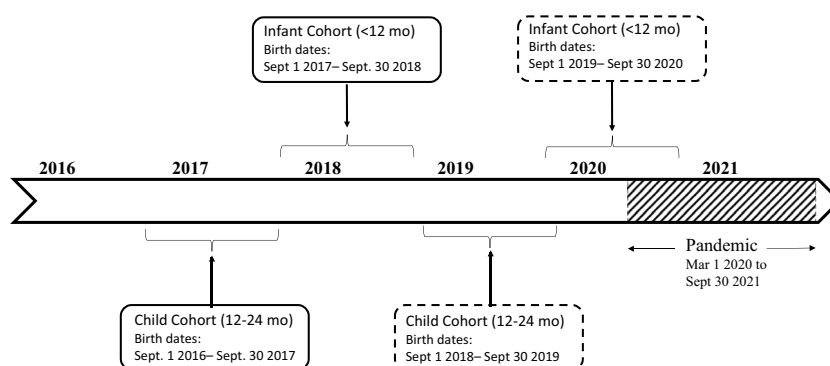 Infant Cohort (<12 mo)
Birth dates:
Sept 1 2017– Sept. 30 2018
Infant Cohort (<12 mo)
Birth dates:
Sept 1 2019– Sept 30 2020
2016 2017 2018 2019 2020 2021
Pandemic
Mar 1 2020 to
Sept 30 2021
Child Cohort (12-24 mo)
Birth dates:
Sept. 1 2016– Sept. 30 2017
Child Cohort (12-24 mo)
Birth dates:
Sept 1 2018– Sept 30 2019